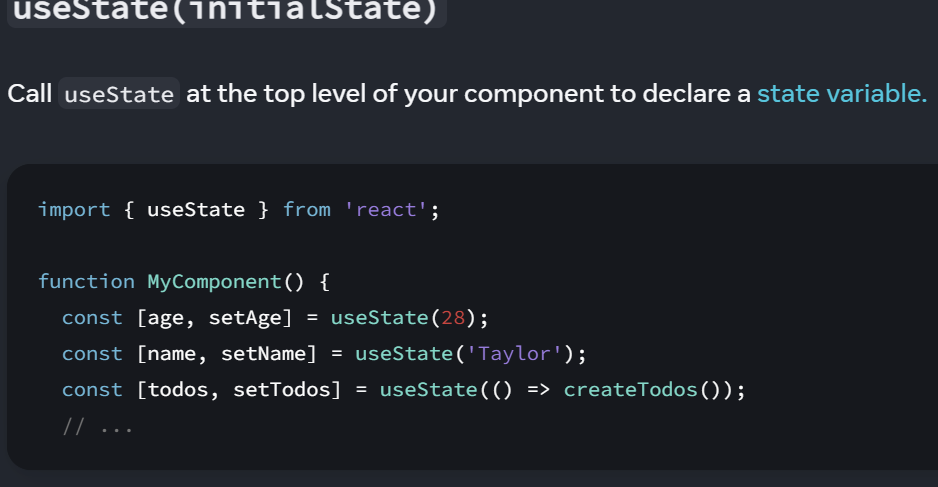 useState(initialState)
Call useState at the top level of your component to declare a state variable.
import { useState } from 'react';
function MyComponent() {
  const [age, setAge] = useState(28);
  const [name, setName] = useState('Taylor');
  const [todos, setTodos] = useState(() => createTodos());
  // ...